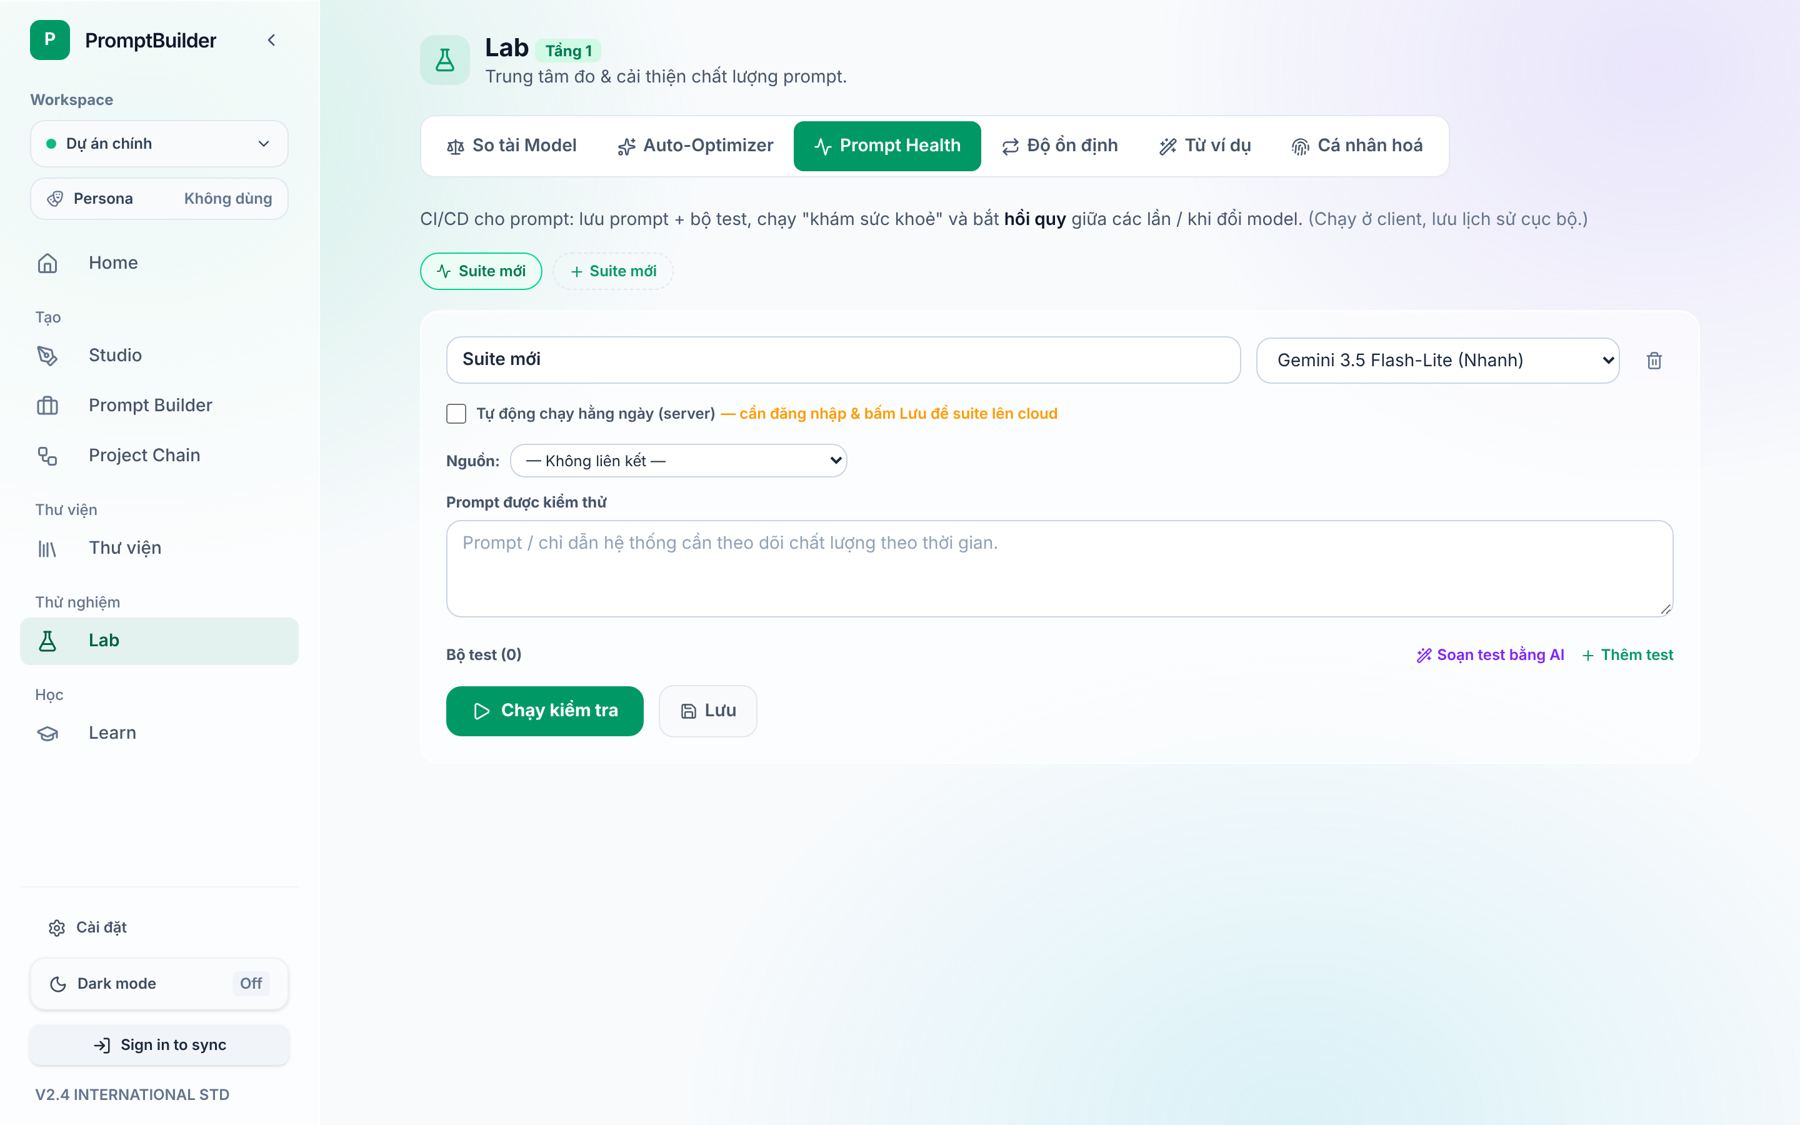 P PromptBuilder
Workspace
Dự án chính
Persona Không dùng
Home
Tạo
Studio
Prompt Builder
Project Chain
Thư viện
Thư viện
Thử nghiệm
Lab
Học
Learn
Cài đặt
Dark mode Off
Sign in to sync
V2.4 INTERNATIONAL STD
Lab Tầng 1
Trung tâm đo & cải thiện chất lượng prompt.
So tài Model Auto-Optimizer Prompt Health Độ ổn định Từ ví dụ Cá nhân hoá
CI/CD cho prompt: lưu prompt + bộ test, chạy "khám sức khoẻ" và bắt hồi quy giữa các lần / khi đổi model. (Chạy ở client, lưu lịch sử cục bộ.)
Suite mới + Suite mới
Suite mới Gemini 3.5 Flash-Lite (Nhanh)
Tự động chạy hằng ngày (server) — cần đăng nhập & bấm Lưu để suite lên cloud
Nguồn: — Không liên kết —
Prompt được kiểm thử
Prompt / chỉ dẫn hệ thống cần theo dõi chất lượng theo thời gian.
Bộ test (0) Soạn test bằng AI + Thêm test
Chạy kiểm tra Lưu